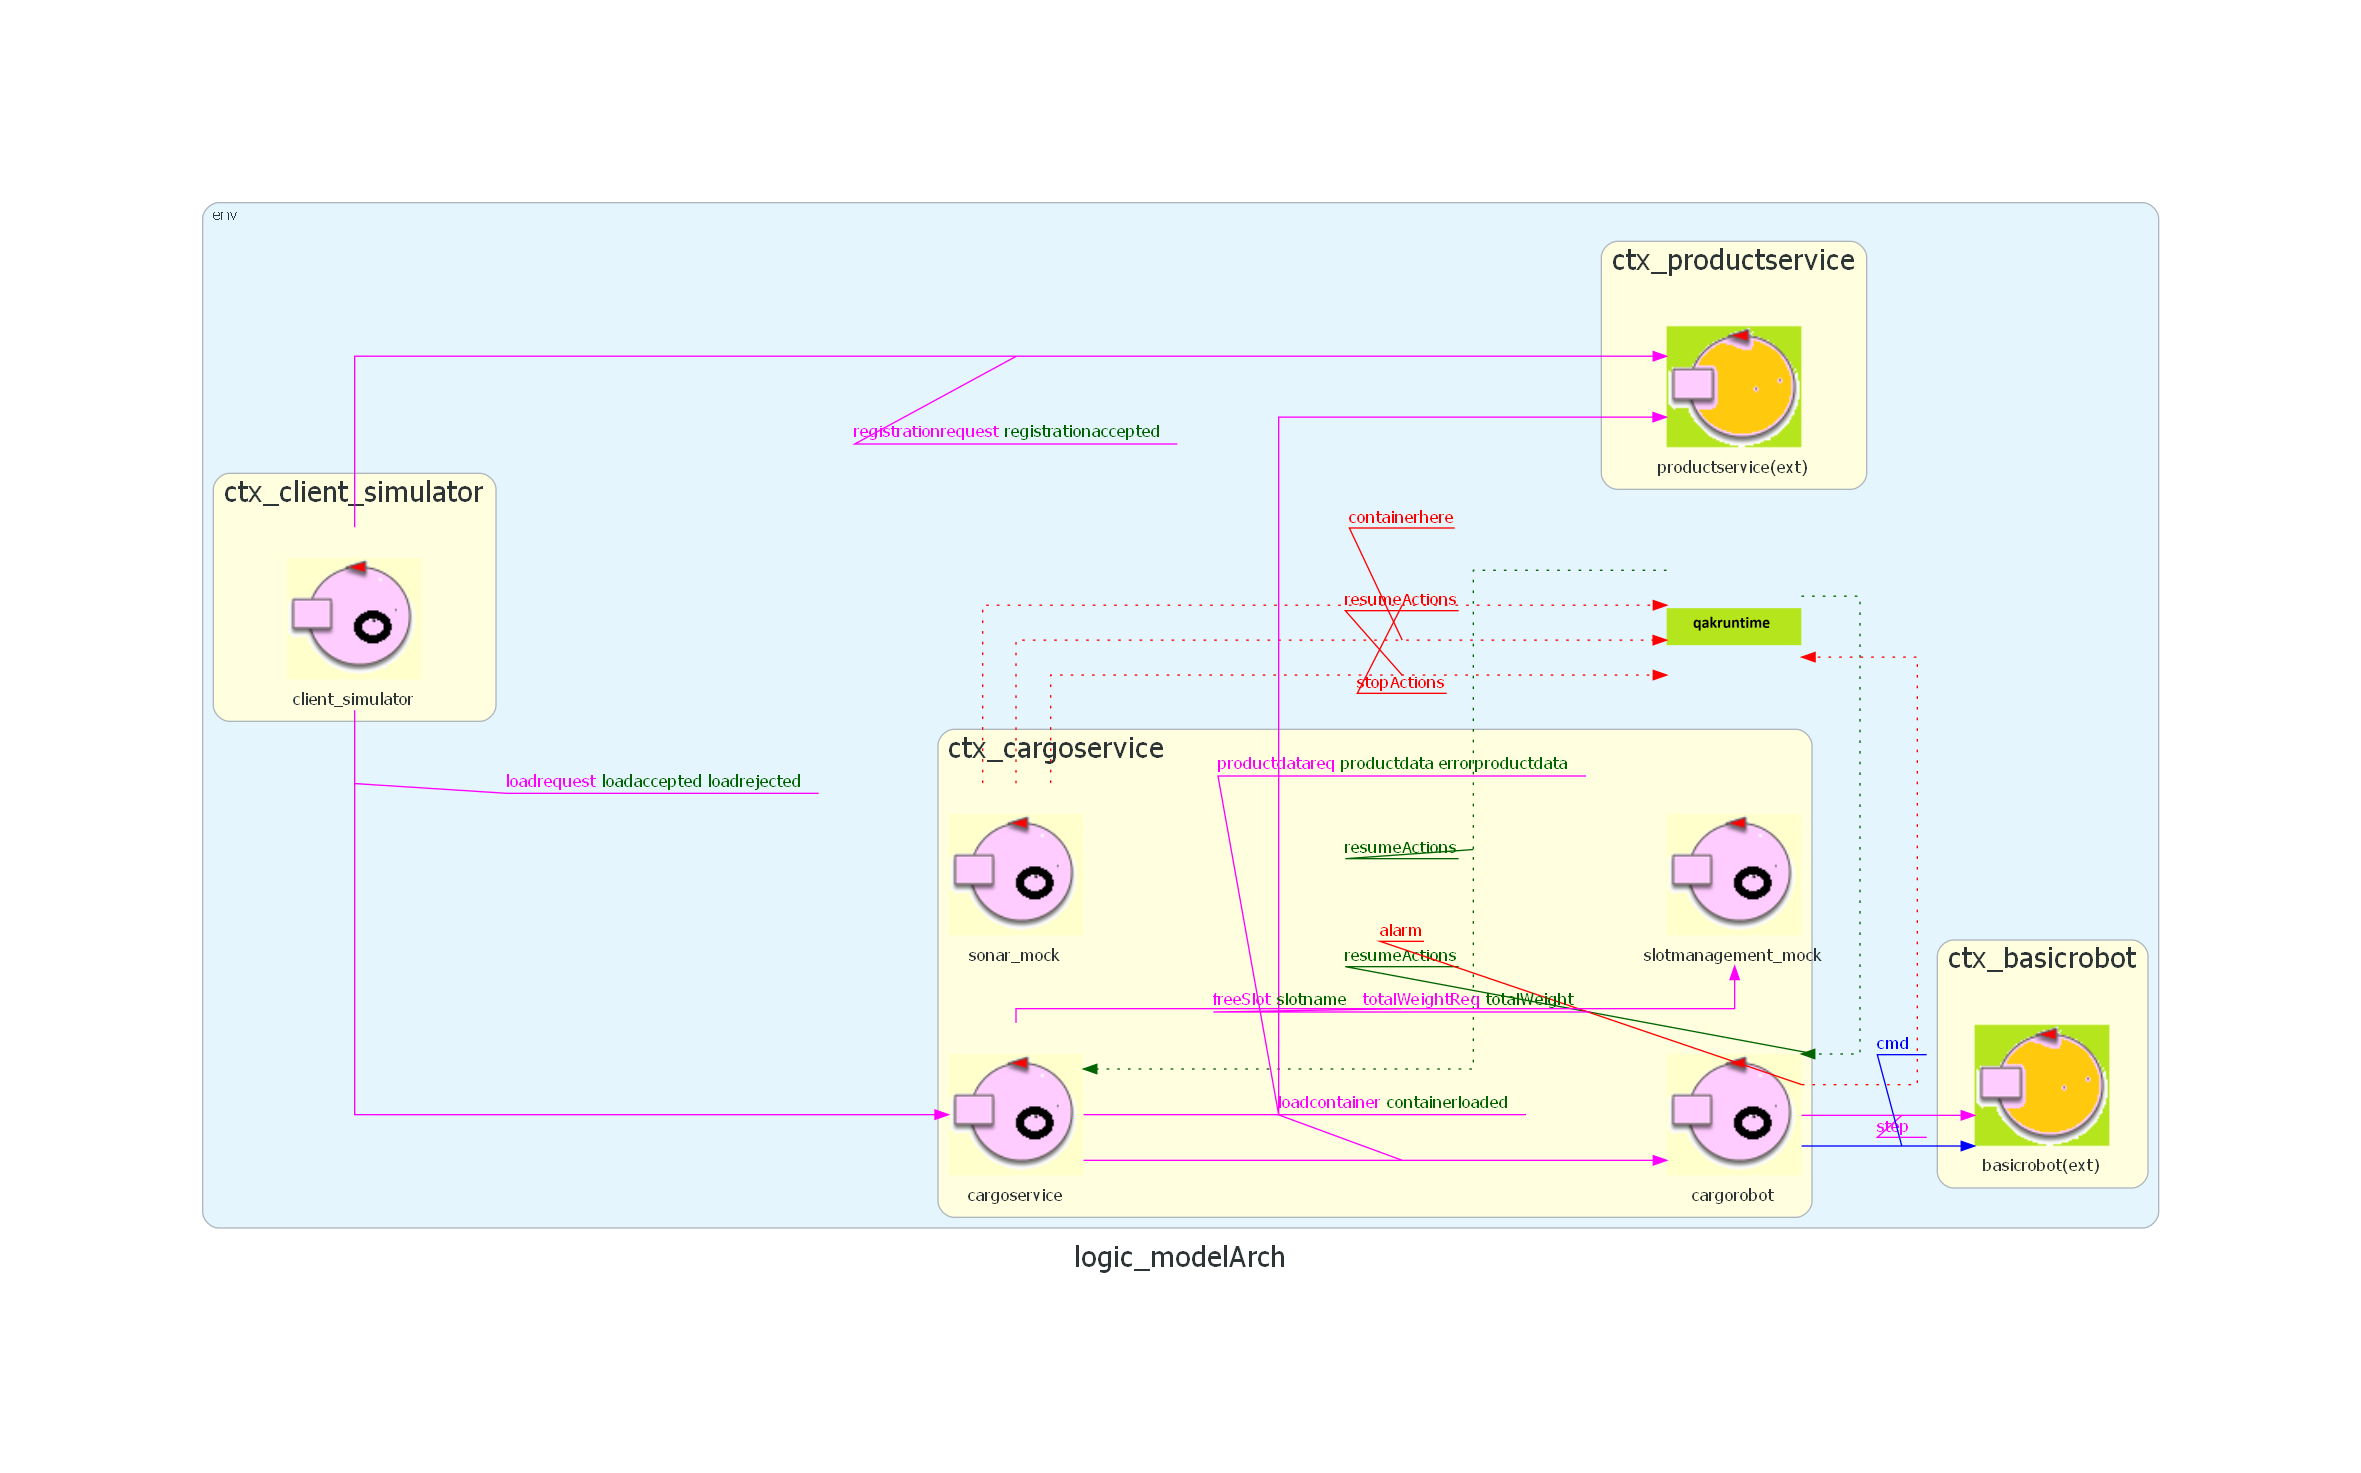 env
ctx_productservice
registrationrequest registrationaccepted
productservice(ext)
ctx_client_simulator
containerhere
resumeActions
qakruntime
stopActions
client_simulator
ctx_cargoservice
productdatareq productdata errorproductdata
loadrequest loadaccepted loadrejected
resumeActions
alarm
sonar_mock
resumeActions
slotmanagement_mock
ctx_basicrobot
freeSlot slotname totalWeightReq totalWeight
cmd
loadcontainer containerloaded
step
basicrobot(ext)
cargoservice
cargorobot
logic_modelArch